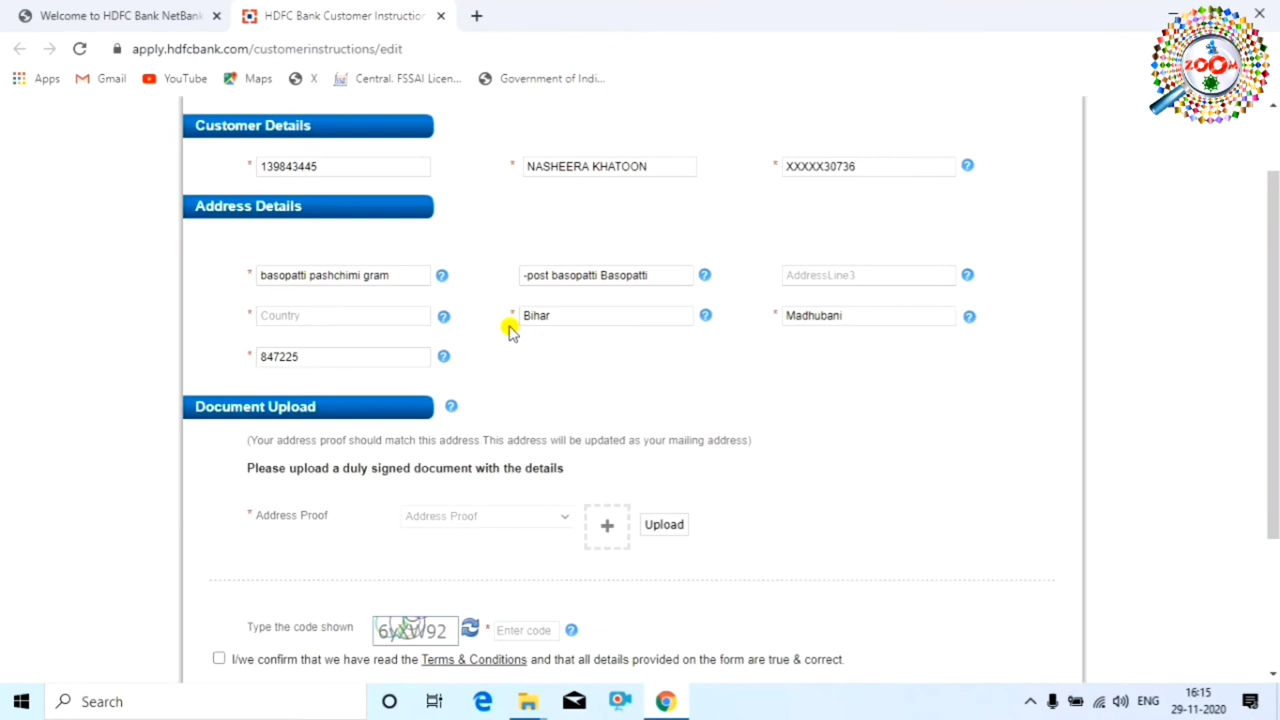 Welcome to HDFC Bank NetBank
HDFC Bank Customer Instruction
apply.hdfcbank.com/customerinstructions/edit
Apps
Gmail
YouTube
Maps
X
Central. FSSAI Licen...
Government of Indi...
ZOOM
Customer Details
* 139843445
* NASHEERA KHATOON
* XXXXX30736
Address Details
* basopatti pashchimi gram
-post basopatti Basopatti
AddressLine3
* Country
* Bihar
* Madhubani
* 847225
Document Upload
(Your address proof should match this address This address will be updated as your mailing address)
Please upload a duly signed document with the details
* Address Proof
Address Proof
Upload
Type the code shown
6yXW92
* Enter code
I/we confirm that we have read the Terms & Conditions and that all details provided on the form are true & correct.
Search
ENG
16:15
29-11-2020